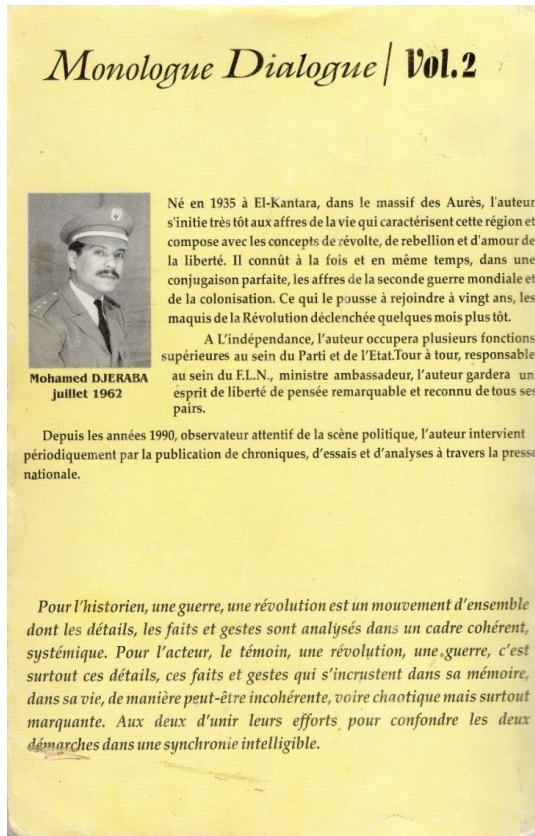 Monologue Dialogue | Vol.2
Né en 1935 à El-Kantara, dans le massif des Aurès, l'auteur
s'initie très tôt aux affres de la vie qui caractérisent cette région et
compose avec les concepts de révolte, de rebellion et d'amour de
la liberté. Il connût à la fois et en même temps, dans une
conjugaison parfaite, les affres de la seconde guerre mondiale et
de la colonisation. Ce qui le pousse à rejoindre à vingt ans, les
maquis de la Révolution déclenchée quelques mois plus tôt.
A L'indépendance, l'auteur occupera plusieurs fonctions
supérieures au sein du Parti et de l'Etat.Tour à tour, responsable
au sein du F.L.N., ministre ambassadeur, l'auteur gardera un
esprit de liberté de pensée remarquable et reconnu de tous ses
pairs.
Mohamed DJERABA
juillet 1962
Depuis les années 1990, observateur attentif de la scène politique, l'auteur intervient
périodiquement par la publication de chroniques, d'essais et d'analyses à travers la presse
nationale.
Pour l'historien, une guerre, une révolution est un mouvement d'ensemble
dont les détails, les faits et gestes sont analysés dans un cadre cohérent,
systémique. Pour l'acteur, le témoin, une révolution, une guerre, c'est
surtout ces détails, ces faits et gestes qui s'incrustent dans sa mémoire,
dans sa vie, de manière peut-être incohérente, voire chaotique mais surtout
marquante. Aux deux d'unir leurs efforts pour confondre les deux
démarches dans une synchronie intelligible.